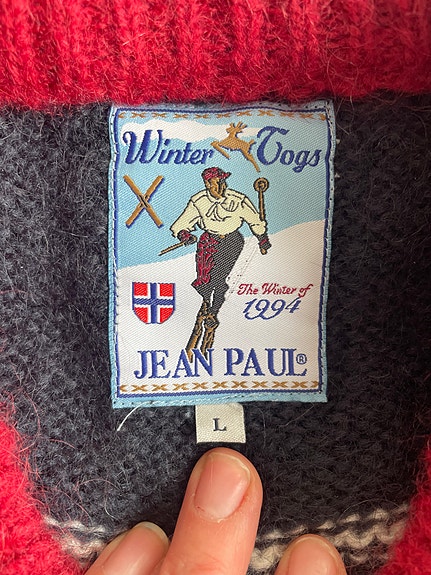 Winter Togs
The Winter of
1994
JEAN PAUL®
L